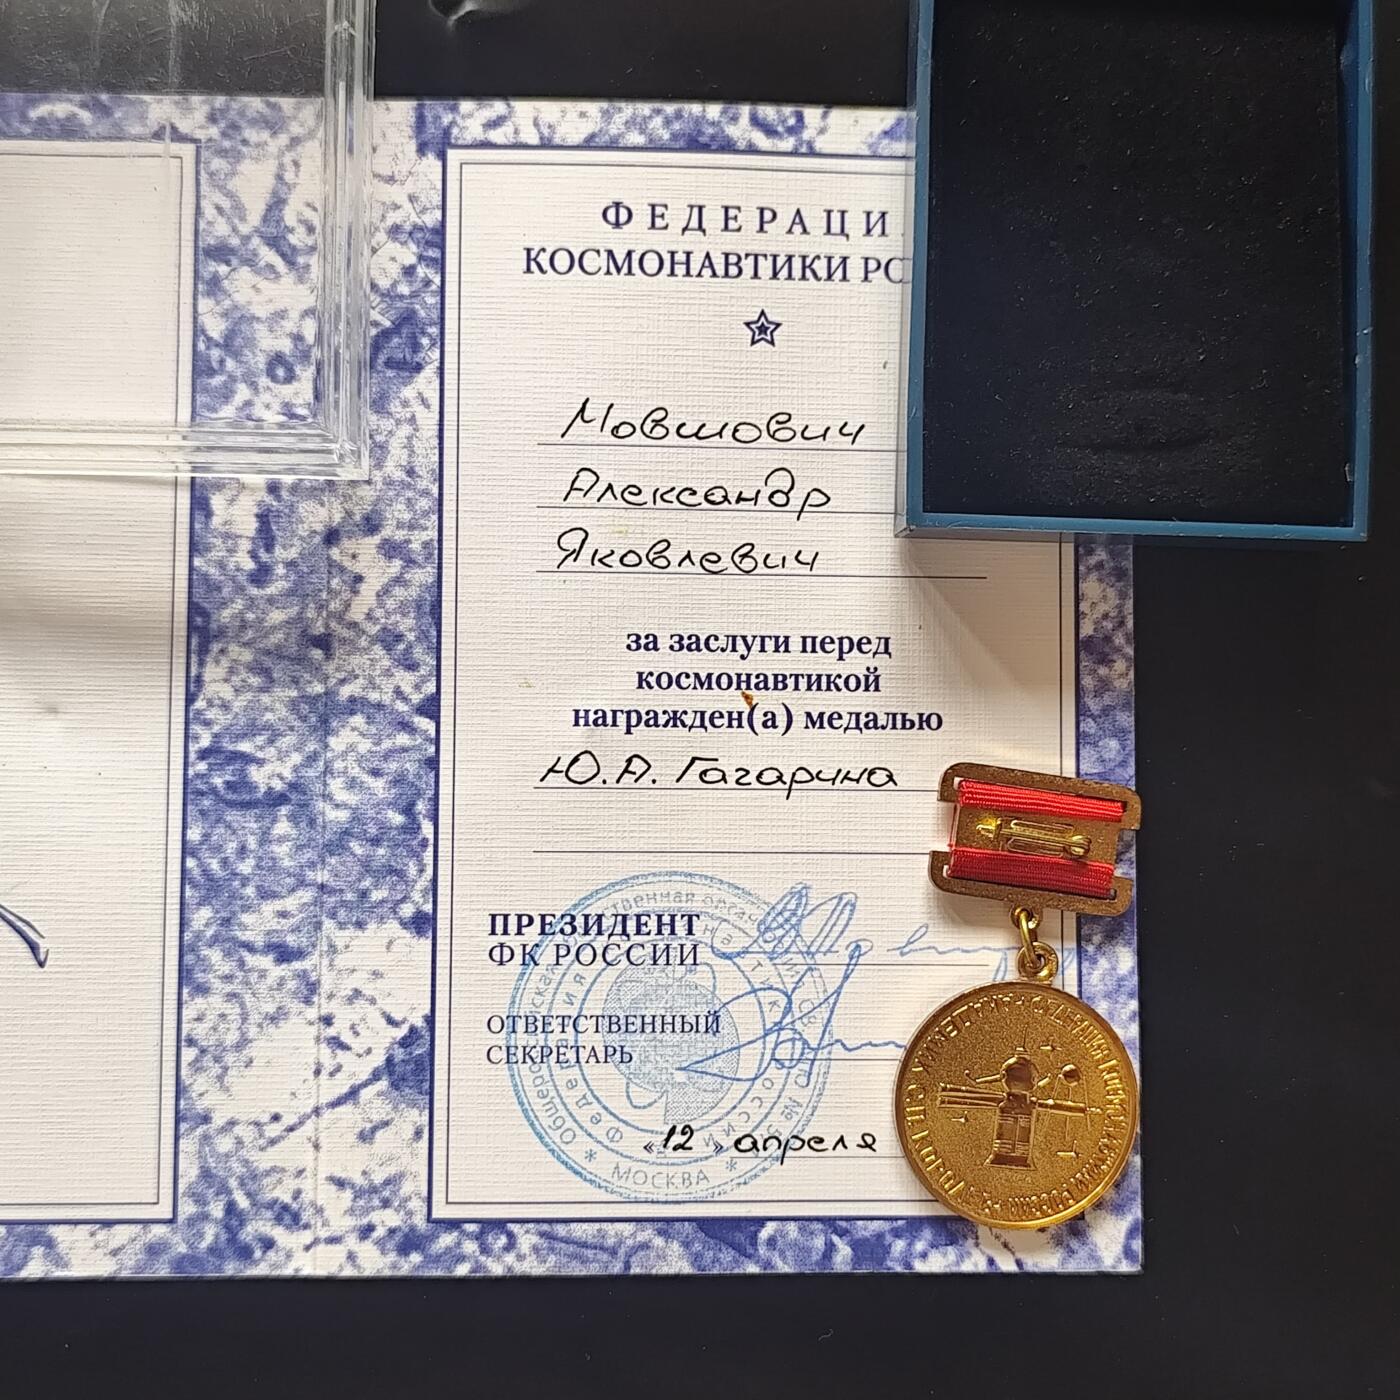 ФЕДЕРАЦИ
КОСМОНАВТИКИ РО
Мовшович
Александр
Яковлевич
за заслуги перед
космонавтикой
награжден(а) медалью
Ю.А. Гагарина
ПРЕЗИДЕНТ
ФК РОССИИ
ОТВЕТСТВЕННЫЙ
СЕКРЕТАРЬ
«12» апреля
* МОСКВА *